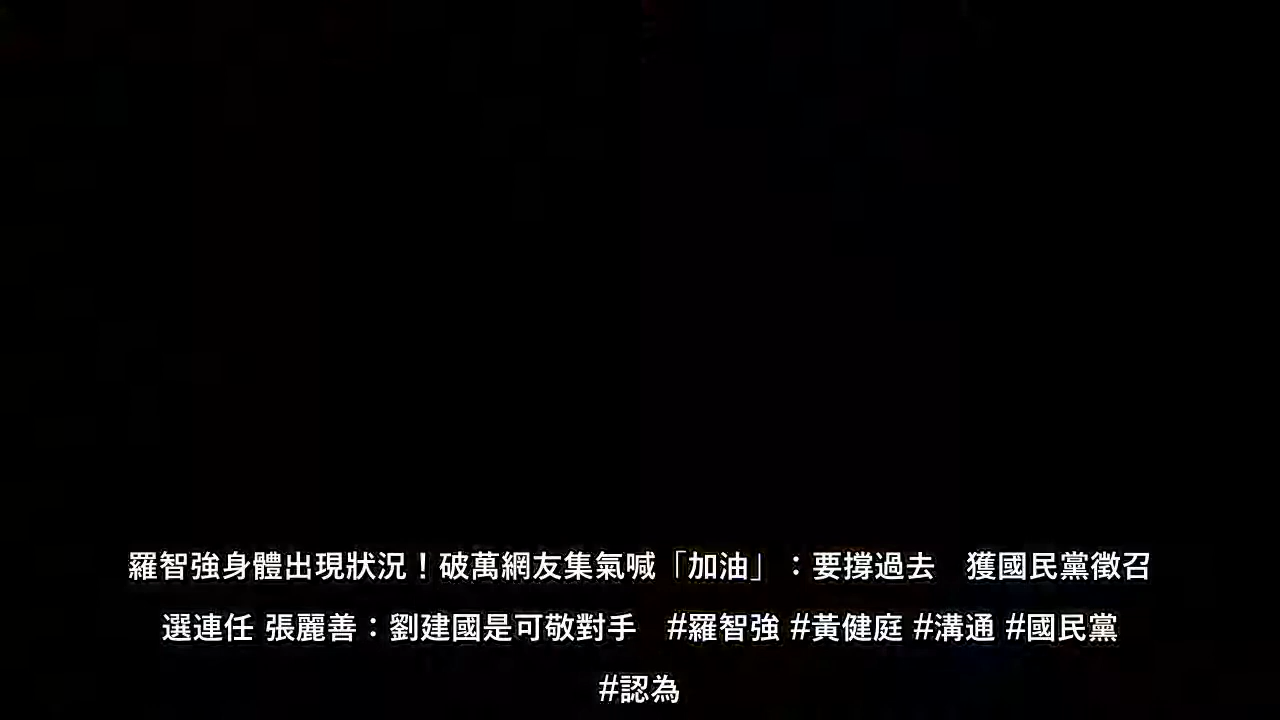 羅智強身體出現狀況！破萬網友集氣喊「加油」：要撐過去　獲國民黨徵召
選連任 張麗善：劉建國是可敬對手　#羅智強 #黃健庭 #溝通 #國民黨
#認為